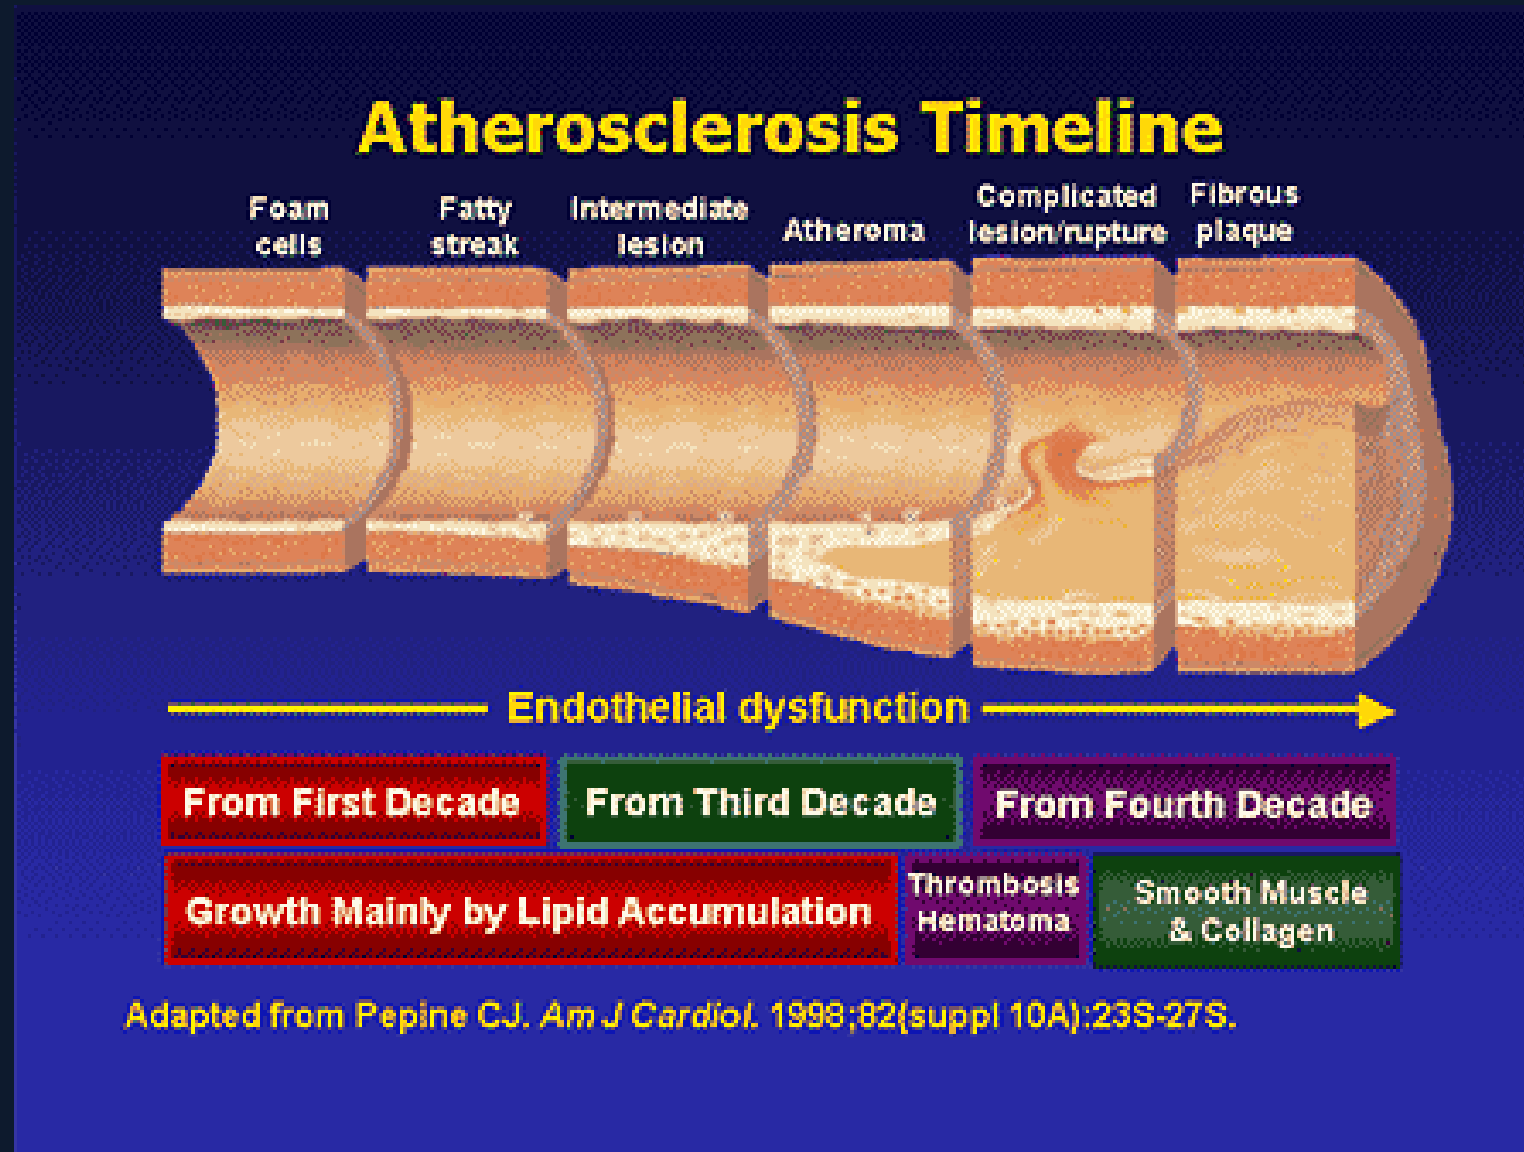 Atherosclerosis Timeline
Foam
cells
Fatty
streak
Intermediate
lesion
Atheroma
Complicated
lesion/rupture
Fibrous
plaque
Endothelial dysfunction
From First Decade
From Third Decade
From Fourth Decade
Growth Mainly by Lipid Accumulation
Thrombosis
Hematoma
Smooth Muscle
& Collagen
Adapted from Pepine CJ. Am J Cardiol. 1998;82(suppl 10A):23S-27S.